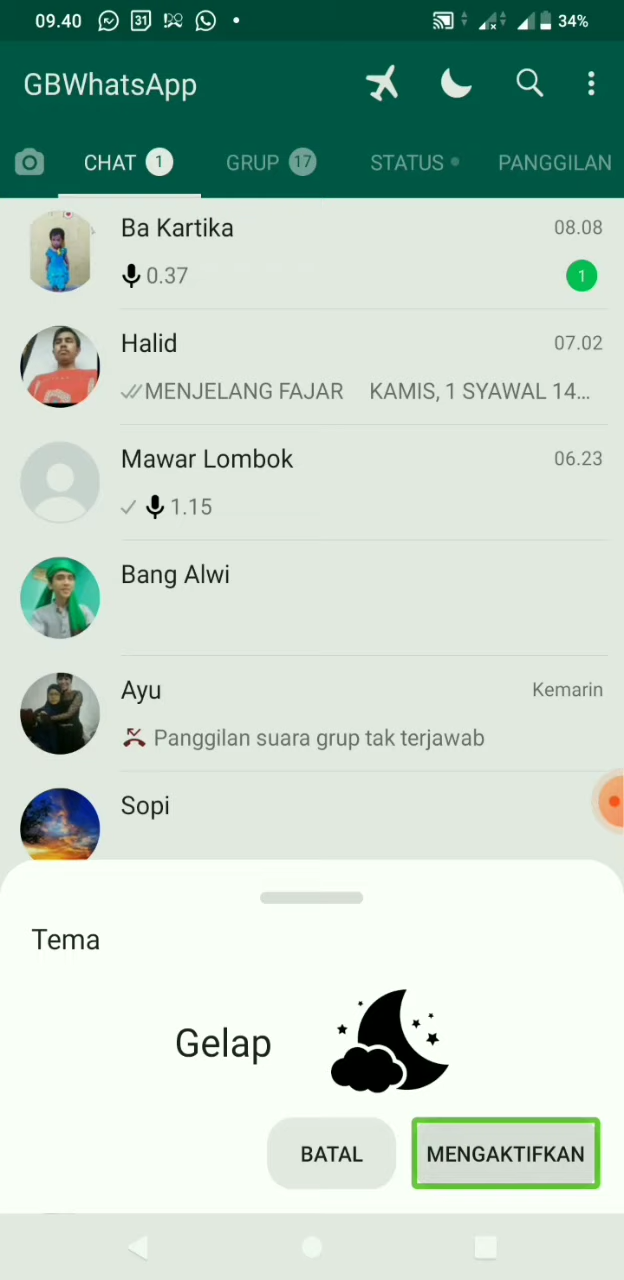 09.40 31 34%
GBWhatsApp
CHAT 1 GRUP 17 STATUS PANGGILAN
Ba Kartika 08.08
0.37 1
Halid 07.02
MENJELANG FAJAR KAMIS, 1 SYAWAL 14...
Mawar Lombok 06.23
1.15
Bang Alwi
Ayu Kemarin
Panggilan suara grup tak terjawab
Sopi
Tema
Gelap
BATAL MENGAKTIFKAN